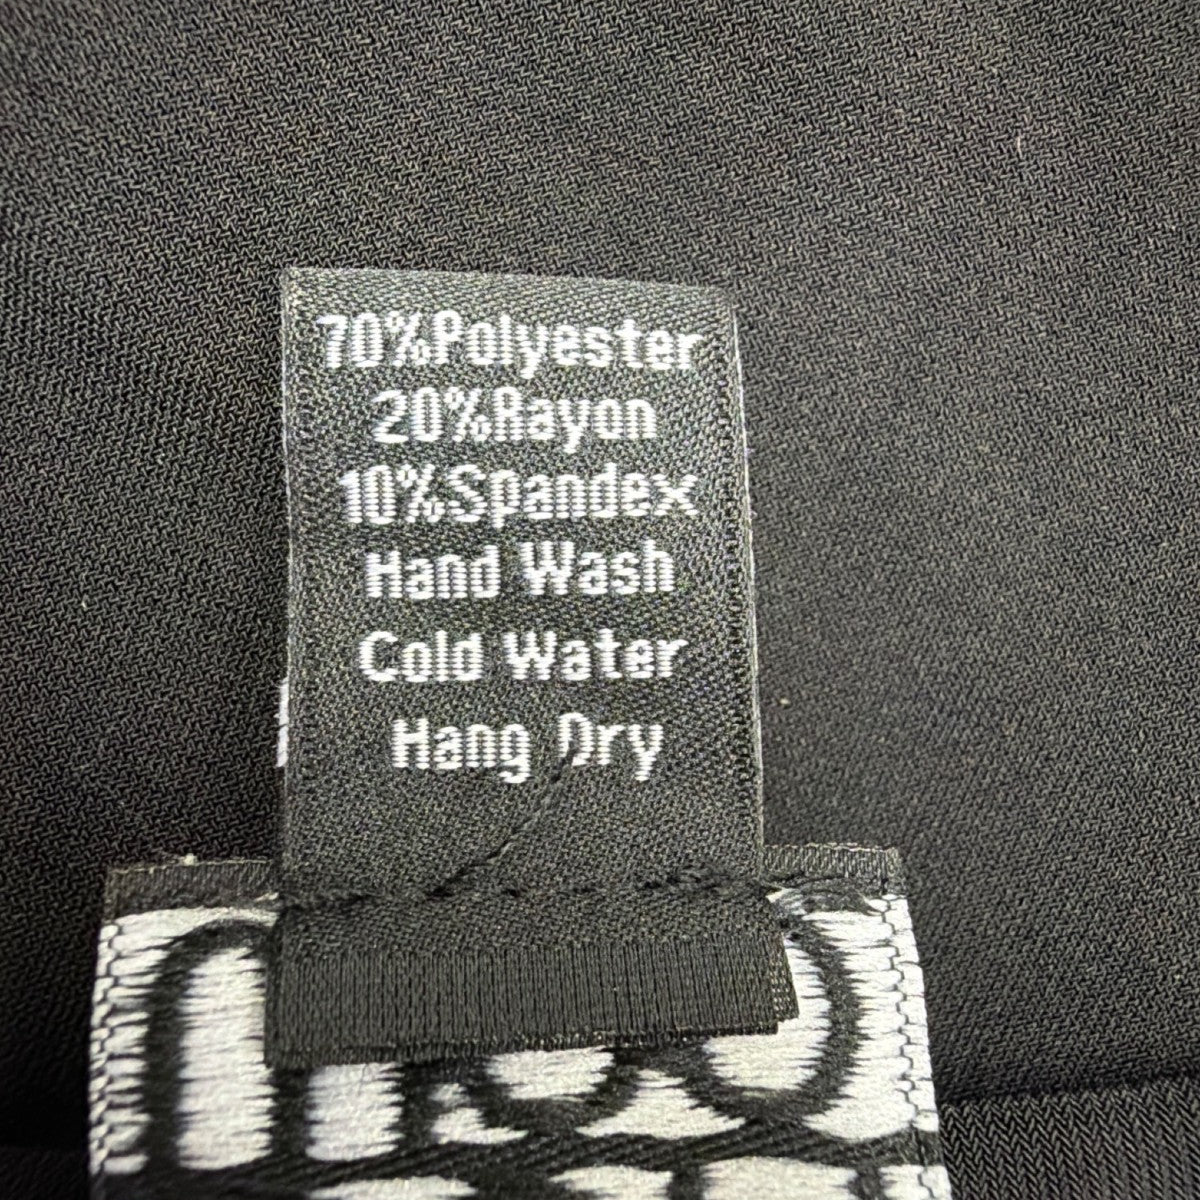 70%Polyester
20%Rayon
10%Spandex
Hand Wash
Cold Water
Hang Dry